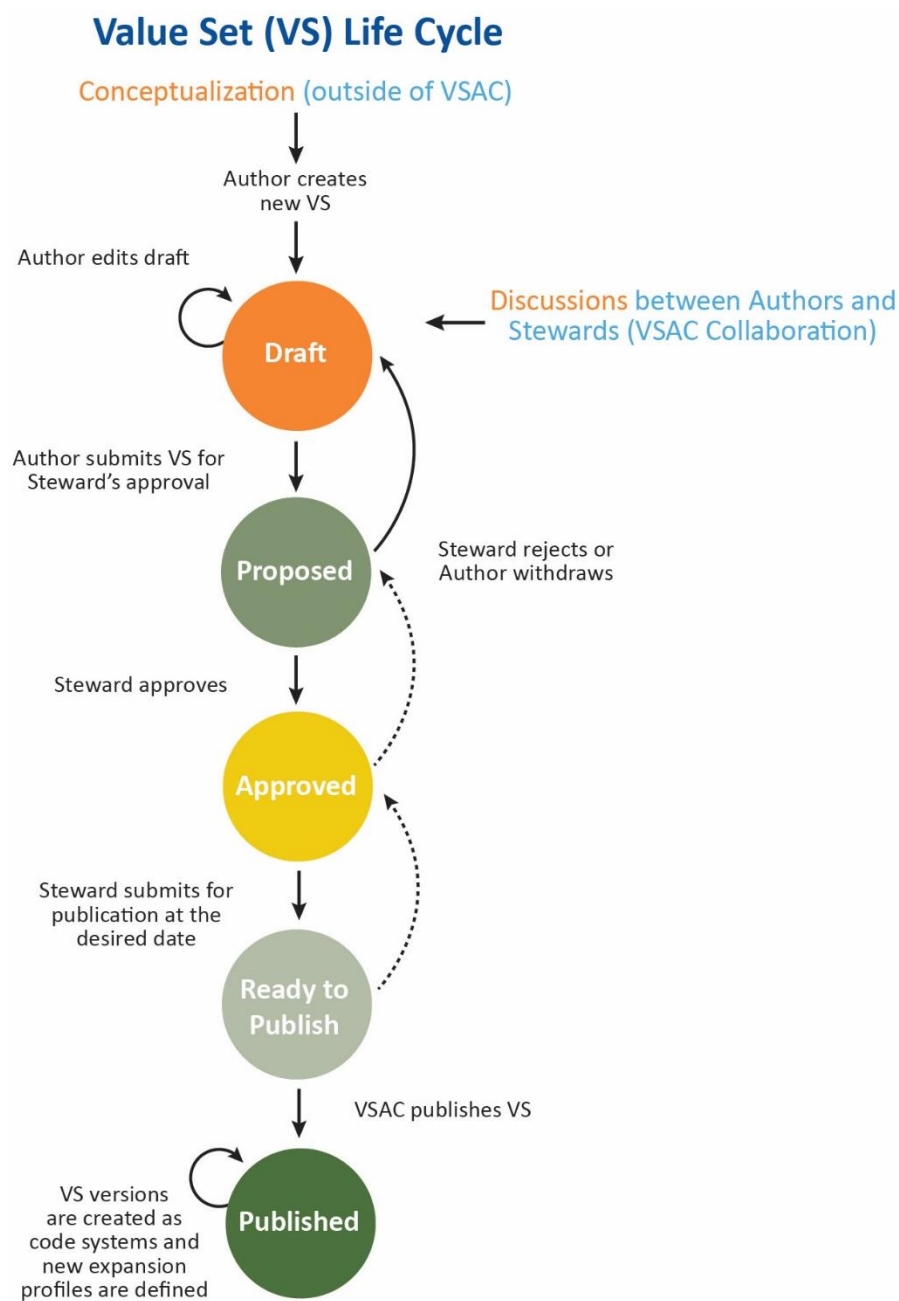 Value Set (VS) Life Cycle
Conceptualization (outside of VSAC)
Author creates
new VS
Author edits draft
Discussions between Authors and
Stewards (VSAC Collaboration)
Draft
Author submits VS for
Steward’s approval
Proposed
Steward rejects or
Author withdraws
Steward approves
Approved
Steward submits for
publication at the
desired date
Ready to
Publish
VSAC publishes VS
VS versions
are created as
code systems and
new expansion
profiles are defined
Published